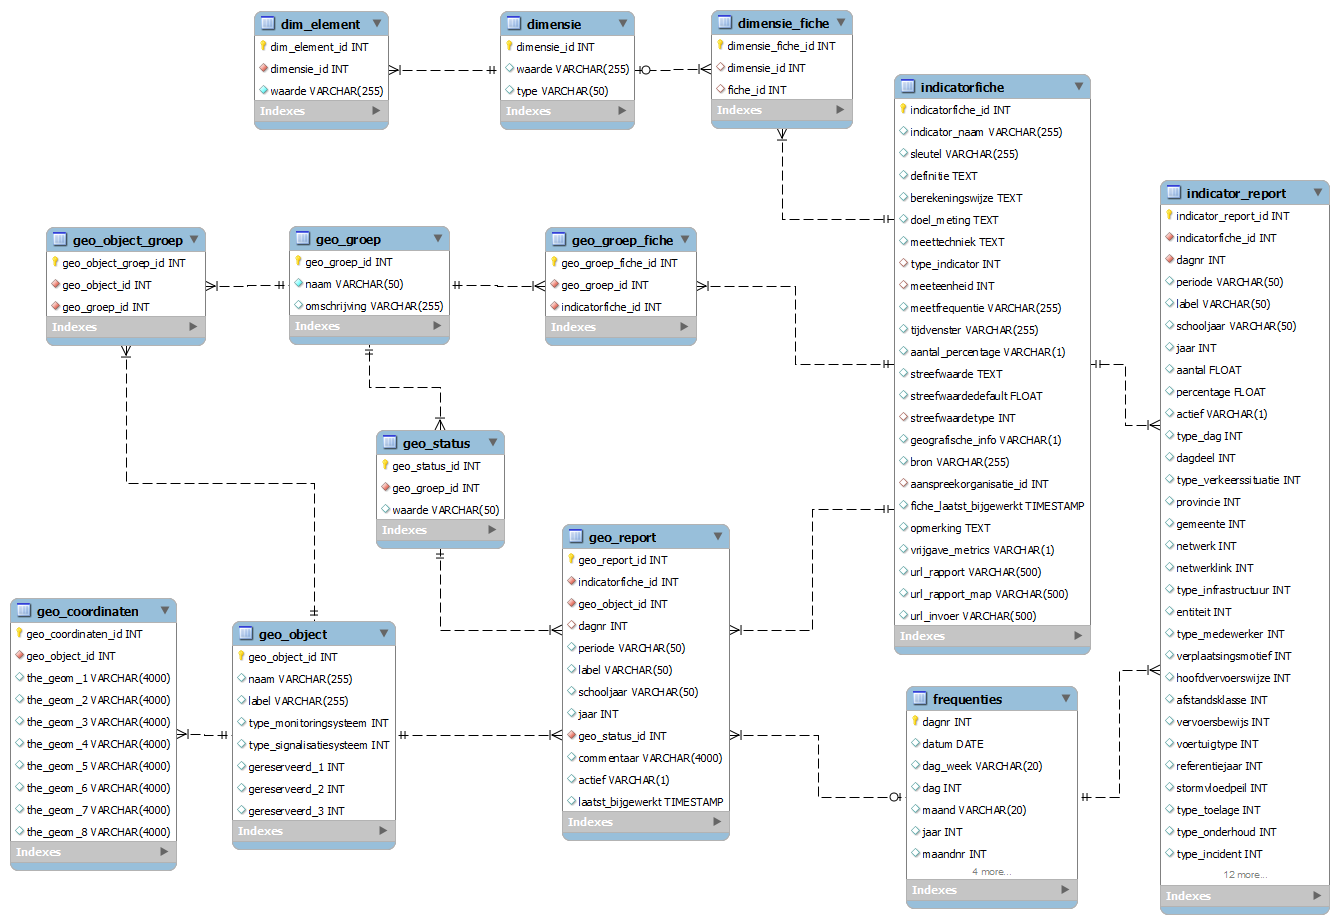 dim_element
dim_element_id INT
dimensie_id INT
waarde VARCHAR(255)
Indexes
dimensie
dimensie_id INT
waarde VARCHAR(255)
type VARCHAR(50)
Indexes
dimensie_fiche
dimensie_fiche_id INT
dimensie_id INT
fiche_id INT
Indexes
indicatorfiche
indicatorfiche_id INT
indicator_naam VARCHAR(255)
sleutel VARCHAR(255)
definitie TEXT
berekeningswijze TEXT
doel_meting TEXT
meettechniek TEXT
type_indicator INT
meeteenheid INT
meetfrequentie VARCHAR(255)
tijdvenster VARCHAR(255)
aantal_percentage VARCHAR(1)
streefwaarde TEXT
streefwaardedefault FLOAT
streefwaardetype INT
geografische_info VARCHAR(1)
bron VARCHAR(255)
aanspreekorganisatie_id INT
fiche_laatst_bijgewerkt TIMESTAMP
opmerking TEXT
vrijgave_metrics VARCHAR(1)
url_rapport VARCHAR(500)
url_rapport_map VARCHAR(500)
url_invoer VARCHAR(500)
Indexes
indicator_report
indicator_report_id INT
indicatorfiche_id INT
dagnr INT
periode VARCHAR(50)
label VARCHAR(50)
schooljaar VARCHAR(50)
jaar INT
aantal FLOAT
percentage FLOAT
actief VARCHAR(1)
type_dag INT
dagdeel INT
type_verkeerssituatie INT
provincie INT
gemeente INT
netwerk INT
netwerklink INT
type_infrastructuur INT
entiteit INT
type_medewerker INT
verplaatsingsmotief INT
hoofdvervoerswijze INT
afstandsklasse INT
vervoersbewijs INT
voertuigtype INT
referentiejaar INT
stormvloedpeil INT
type_toelage INT
type_onderhoud INT
type_incident INT
12 more...
Indexes
geo_object_groep
geo_object_groep_id INT
geo_object_id INT
geo_groep_id INT
Indexes
geo_groep
geo_groep_id INT
naam VARCHAR(50)
omschrijving VARCHAR(255)
Indexes
geo_groep_fiche
geo_groep_fiche_id INT
geo_groep_id INT
indicatorfiche_id INT
Indexes
geo_status
geo_status_id INT
geo_groep_id INT
waarde VARCHAR(50)
Indexes
geo_report
geo_report_id INT
indicatorfiche_id INT
geo_object_id INT
dagnr INT
periode VARCHAR(50)
label VARCHAR(50)
schooljaar VARCHAR(50)
jaar INT
geo_status_id INT
commentaar VARCHAR(4000)
actief VARCHAR(1)
laatst_bijgewerkt TIMESTAMP
Indexes
geo_coordinaten
geo_coordinaten_id INT
geo_object_id INT
the_geom_1 VARCHAR(4000)
the_geom_2 VARCHAR(4000)
the_geom_3 VARCHAR(4000)
the_geom_4 VARCHAR(4000)
the_geom_5 VARCHAR(4000)
the_geom_6 VARCHAR(4000)
the_geom_7 VARCHAR(4000)
the_geom_8 VARCHAR(4000)
Indexes
geo_object
geo_object_id INT
naam VARCHAR(255)
label VARCHAR(255)
type_monitoringsysteem INT
type_signalisatiesysteem INT
gereserveerd_1 INT
gereserveerd_2 INT
gereserveerd_3 INT
Indexes
frequenties
dagnr INT
datum DATE
dag_week VARCHAR(20)
dag INT
maand VARCHAR(20)
jaar INT
maandnr INT
4 more...
Indexes